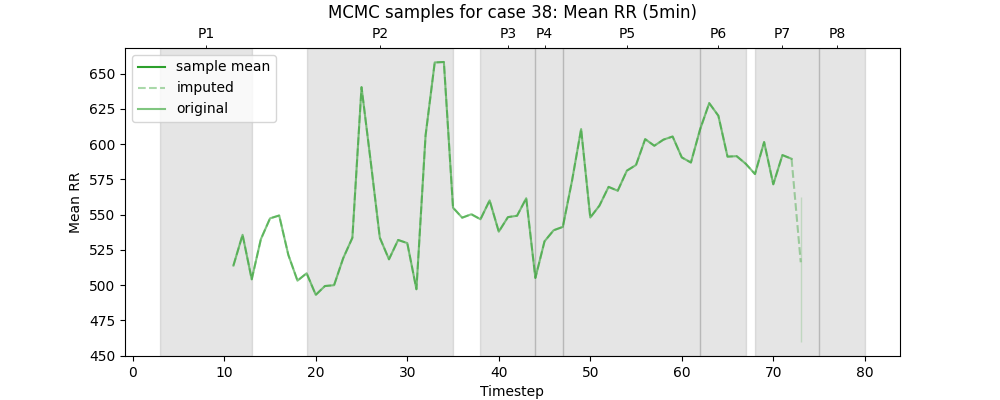 MCMC samples for case 38: Mean RR (5min)
P1 P2 P3 P4 P5 P6 P7 P8
sample mean
imputed
original
650
625
600
575
550
525
500
475
450
Mean RR
0 10 20 30 40 50 60 70 80
Timestep